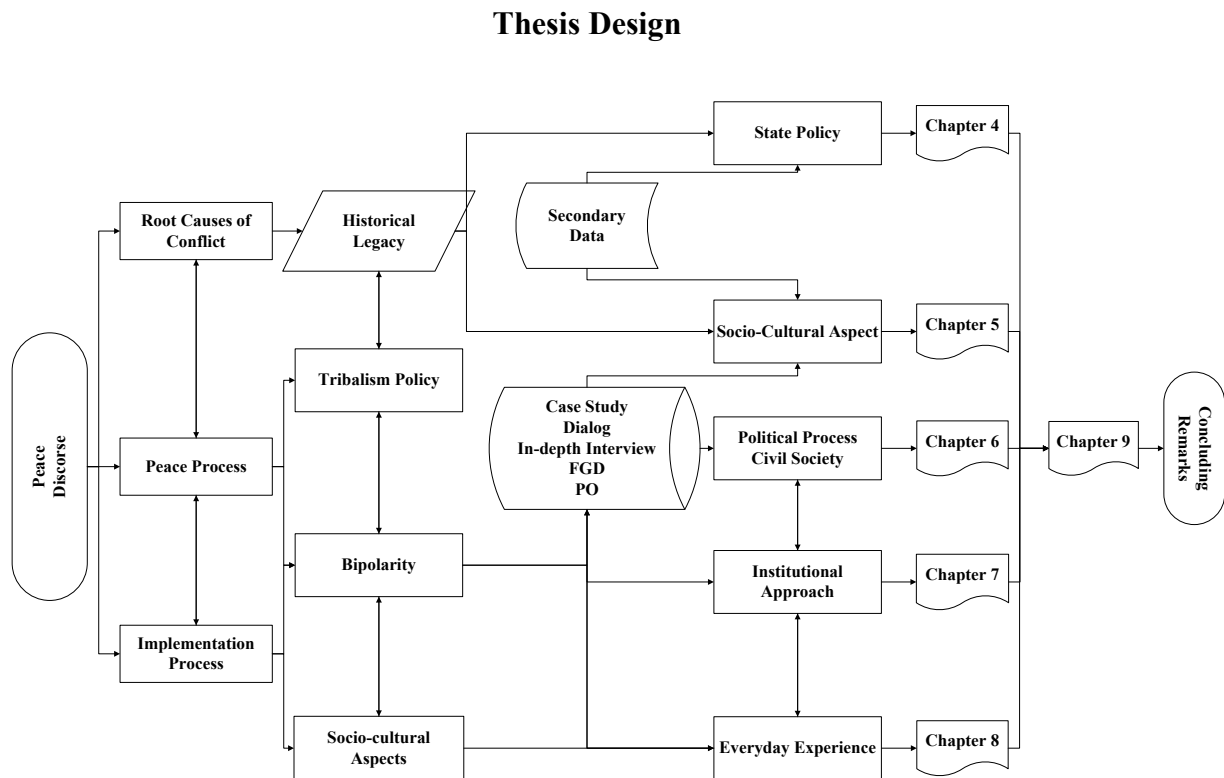 Thesis Design
Peace
Discorse
Root Causes of
Conflict
Peace Process
Implementation
Process
Historical
Legacy
Tribalism Policy
Bipolarity
Socio-cultural
Aspects
Secondary
Data
Case Study
Dialog
In-depth Interview
FGD
PO
State Policy
Socio-Cultural Aspect
Political Process
Civil Society
Institutional
Approach
Everyday Experience
Chapter 4
Chapter 5
Chapter 6
Chapter 7
Chapter 8
Chapter 9
Concluding
Remarks